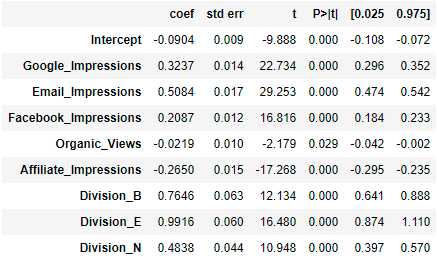 coef std err t P>|t| [0.025 0.975]
Intercept -0.0904 0.009 -9.888 0.000 -0.108 -0.072
Google_Impressions 0.3237 0.014 22.734 0.000 0.296 0.352
Email_Impressions 0.5084 0.017 29.253 0.000 0.474 0.542
Facebook_Impressions 0.2087 0.012 16.816 0.000 0.184 0.233
Organic_Views -0.0219 0.010 -2.179 0.029 -0.042 -0.002
Affiliate_Impressions -0.2650 0.015 -17.268 0.000 -0.295 -0.235
Division_B 0.7646 0.063 12.134 0.000 0.641 0.888
Division_E 0.9916 0.060 16.480 0.000 0.874 1.110
Division_N 0.4838 0.044 10.948 0.000 0.397 0.570